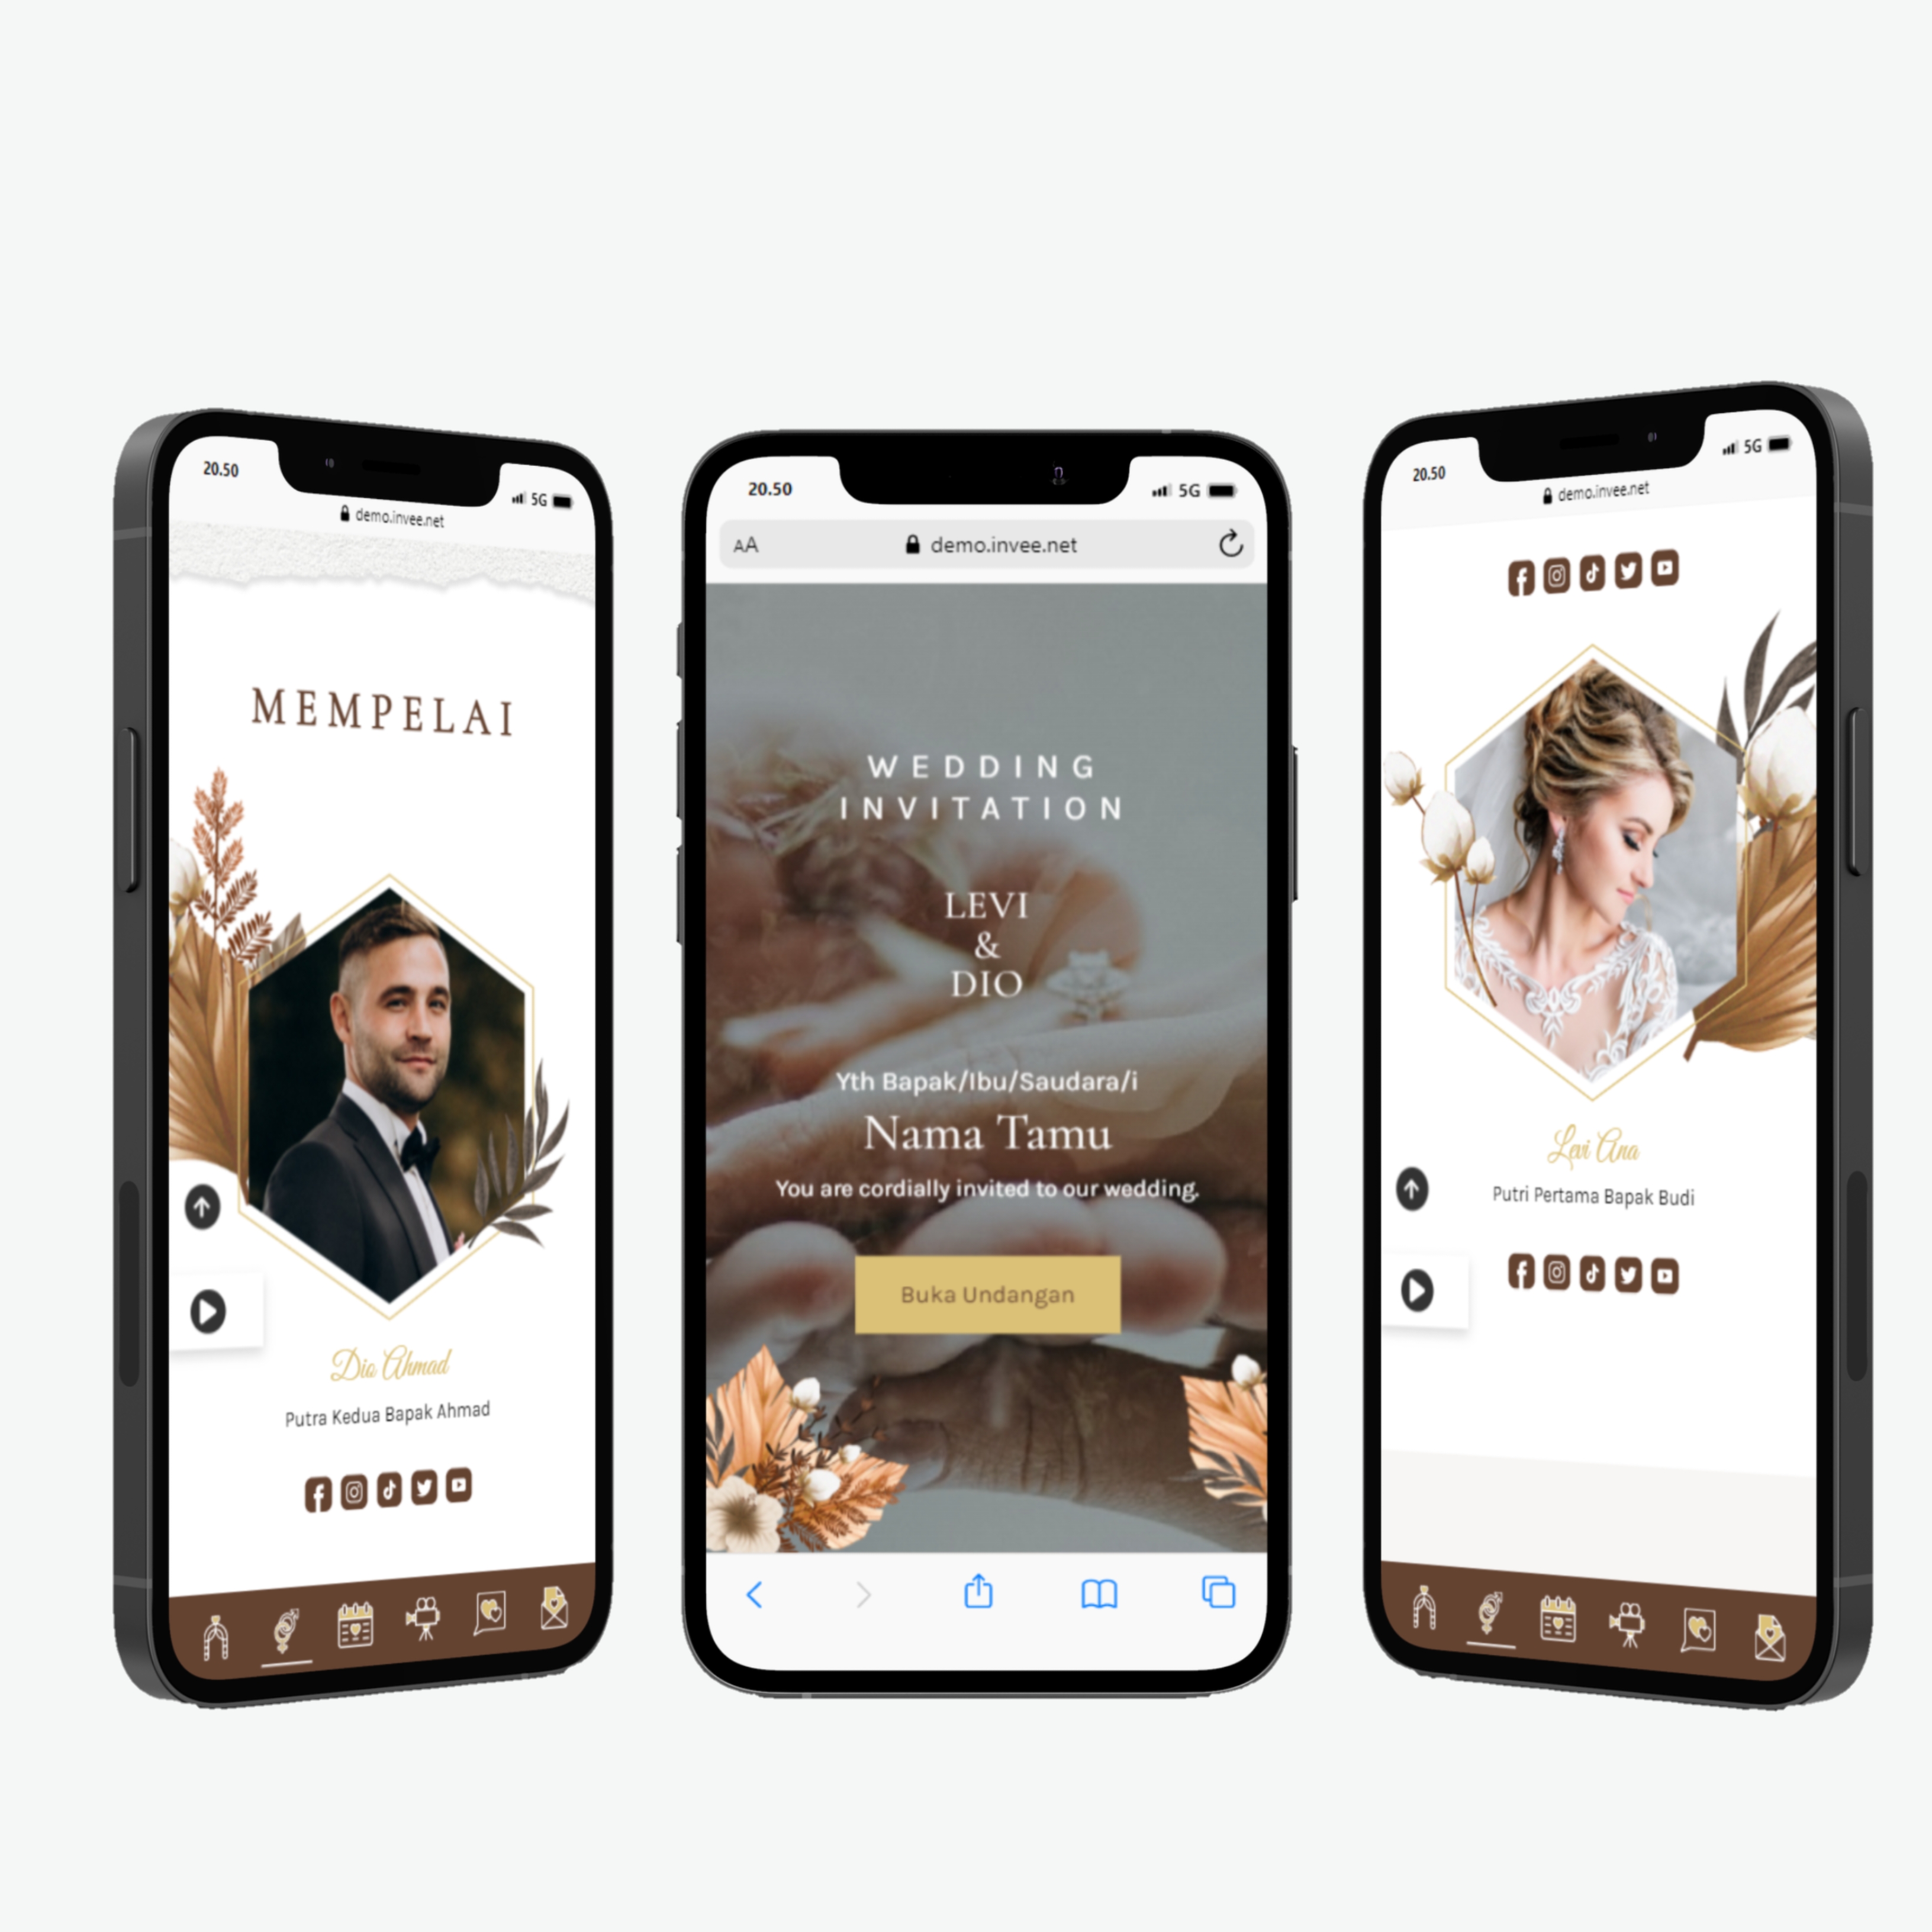 20.50
5G
demo.invee.net
MEMPELAI
Dio Ahmad
Putra Kedua Bapak Ahmad
20.50
5G
AA
demo.invee.net
WEDDING
INVITATION
LEVI
&
DIO
Yth Bapak/Ibu/Saudara/i
Nama Tamu
You are cordially invited to our wedding.
Buka Undangan
20.50
5G
demo.invee.net
Levi Ana
Putri Pertama Bapak Budi